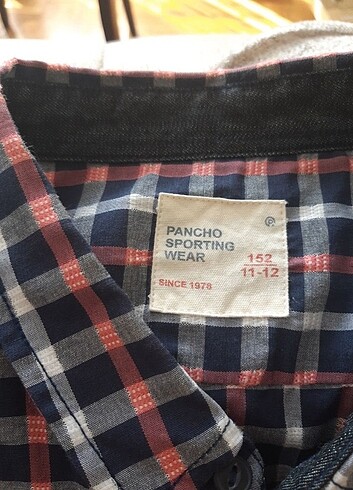 ℗
PANCHO
SPORTING
WEAR
152
11-12
SINCE 1978